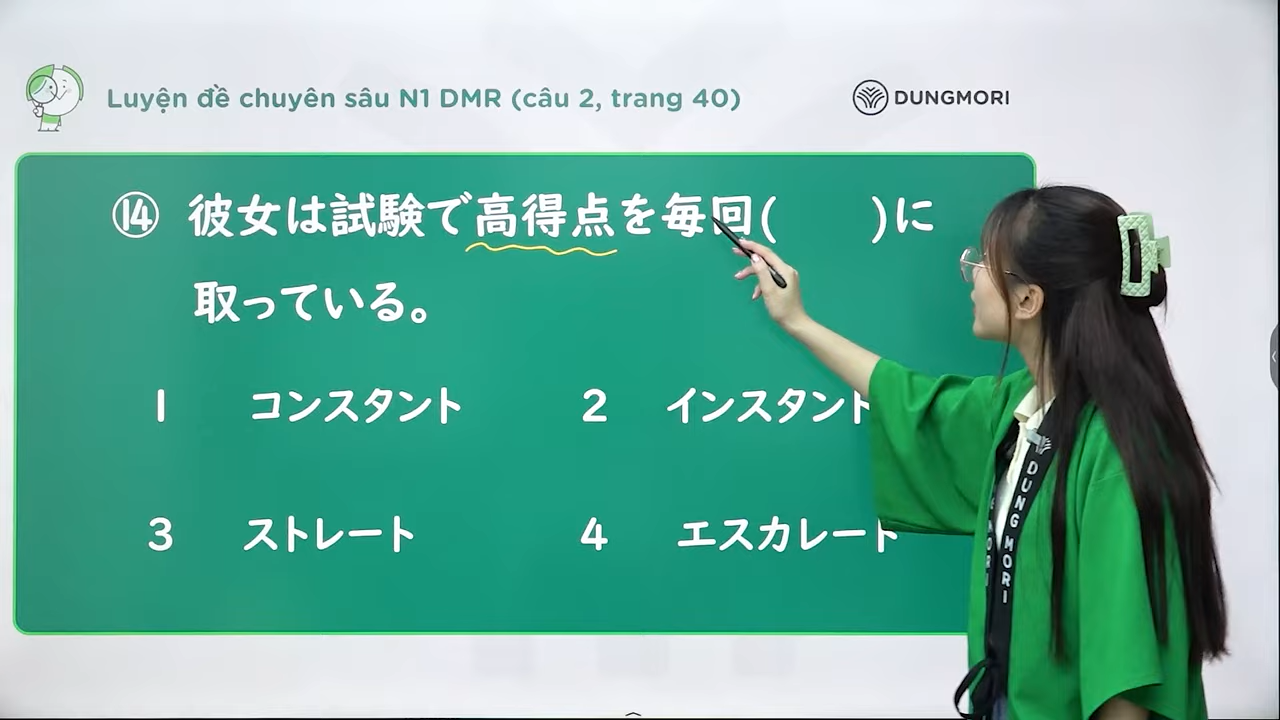 Luyện đề chuyên sâu N1 DMR (câu 2, trang 40)
DUNGMORI
⑭ 彼女は試験で高得点を毎回( )に
取っている。
1 コンスタント 2 インスタント
3 ストレート 4 エスカレート
DUNGMORI